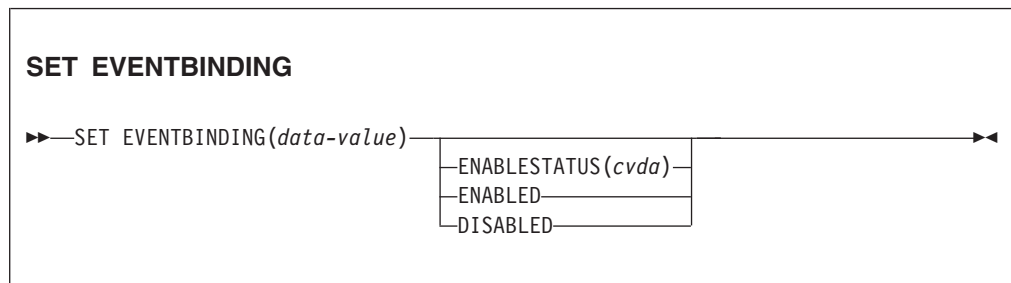 SET EVENTBINDING
SET EVENTBINDING(data-value)
ENABLESTATUS(cvda)
ENABLED
DISABLED